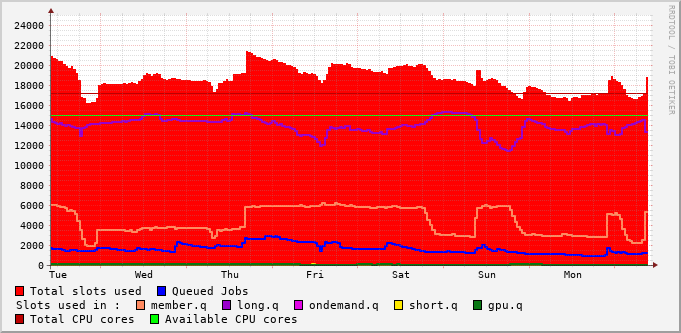 24000
22000
20000
18000
16000
14000
12000
10000
8000
6000
4000
2000
0
Tue Wed Thu Fri Sat Sun Mon
RRDTOOL / TOBI OETIKER
Total slots used Queued Jobs
Slots used in : member.q long.q ondemand.q short.q gpu.q
Total CPU cores Available CPU cores